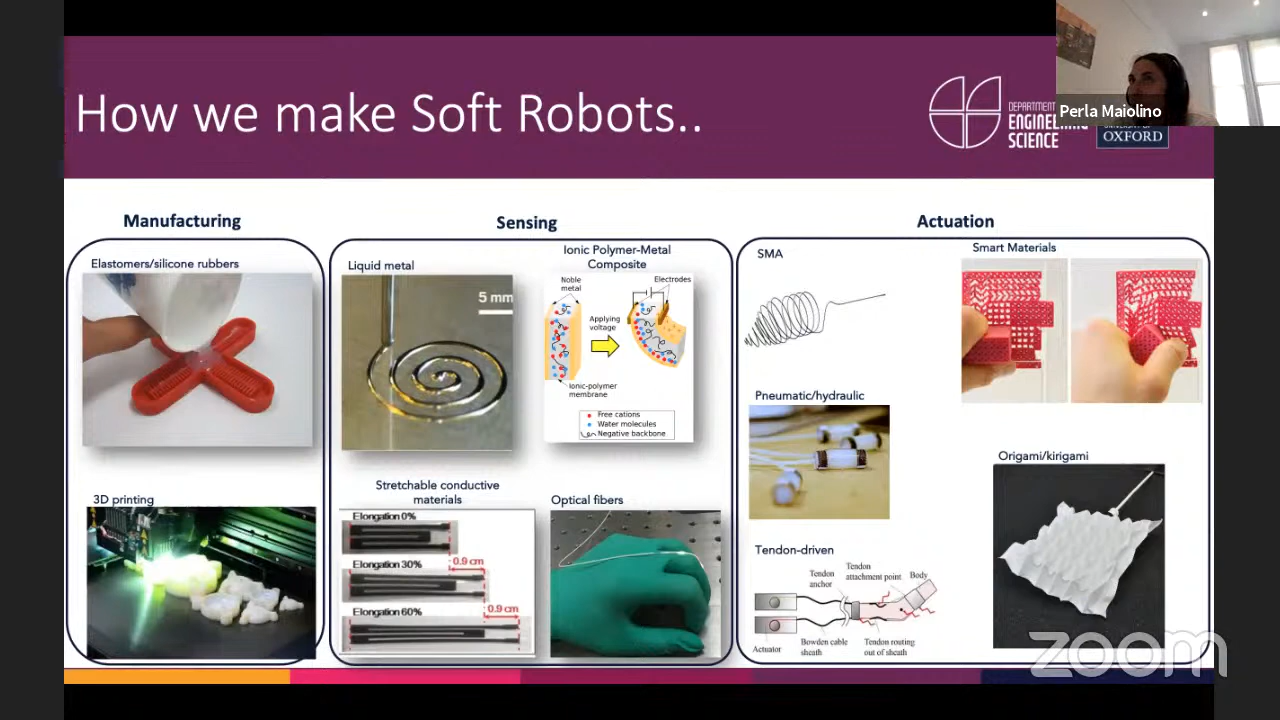 How we make Soft Robots..
DEPARTMENT
ENGINEERING
SCIENCE
OXFORD
Perla Maiolino
Manufacturing
Elastomers/silicone rubbers
3D printing
Sensing
Liquid metal
5 mm
Ionic Polymer-Metal
Composite
Noble
metal
Electrodes
Applying
voltage
Ionic-polymer
membrane
Free cations
Water molecules
Negative backbone
Stretchable conductive
materials
Elongation 0%
0.9 cm
Elongation 30%
0.9 cm
Elongation 60%
Optical fibers
Actuation
SMA
Smart Materials
Pneumatic/hydraulic
Origami/kirigami
Tendon-driven
Tendon
anchor
Tendon
attachment point
Body
Actuator
Bowden cable
sheath
Tendon routing
out of sheath
zoom